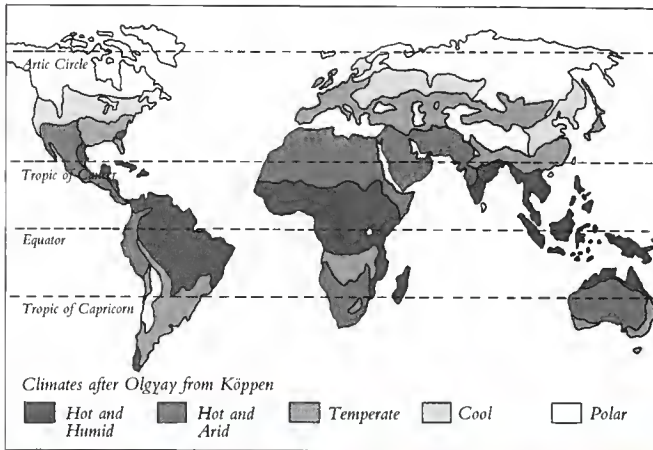 Artic Circle
Tropic of Cancer
Equator
Tropic of Capricorn
Climates after Olgyay from Köppen
Hot and Humid
Hot and Arid
Temperate
Cool
Polar